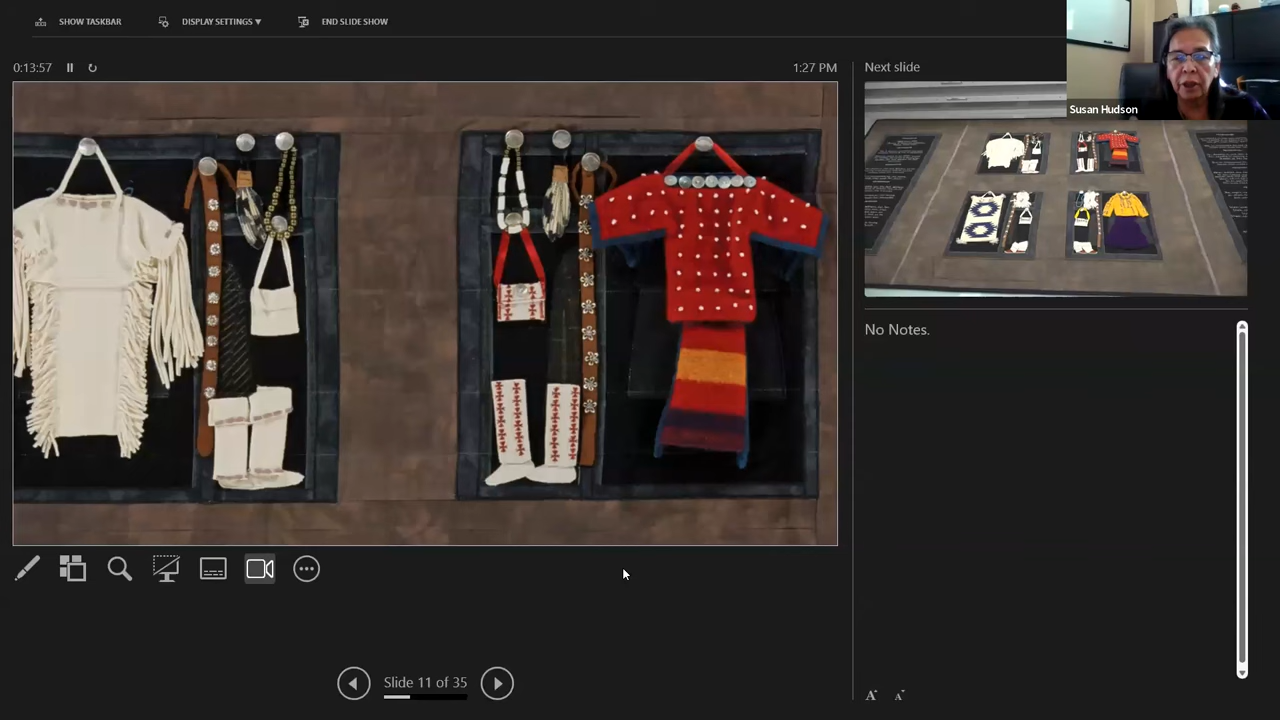 SHOW TASKBAR
DISPLAY SETTINGS ▼
END SLIDE SHOW
0:13:57
1:27 PM
Next slide
Susan Hudson
No Notes.
Slide 11 of 35
A
A